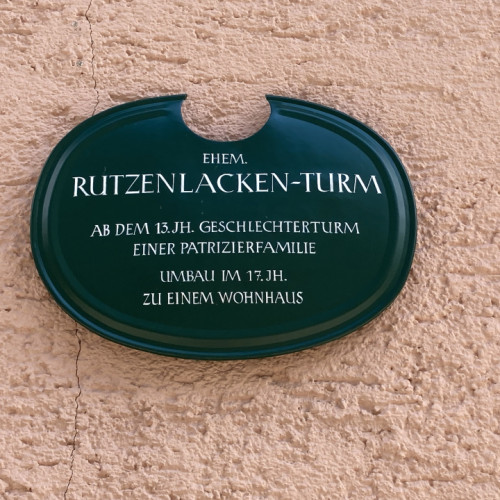 EHEM.
RUTZENLACKEN-TURM
AB DEM 13. JH. GESCHLECHTERTURM
EINER PATRIZIERFAMILIE
UMBAU IM 17. JH.
ZU EINEM WOHNHAUS